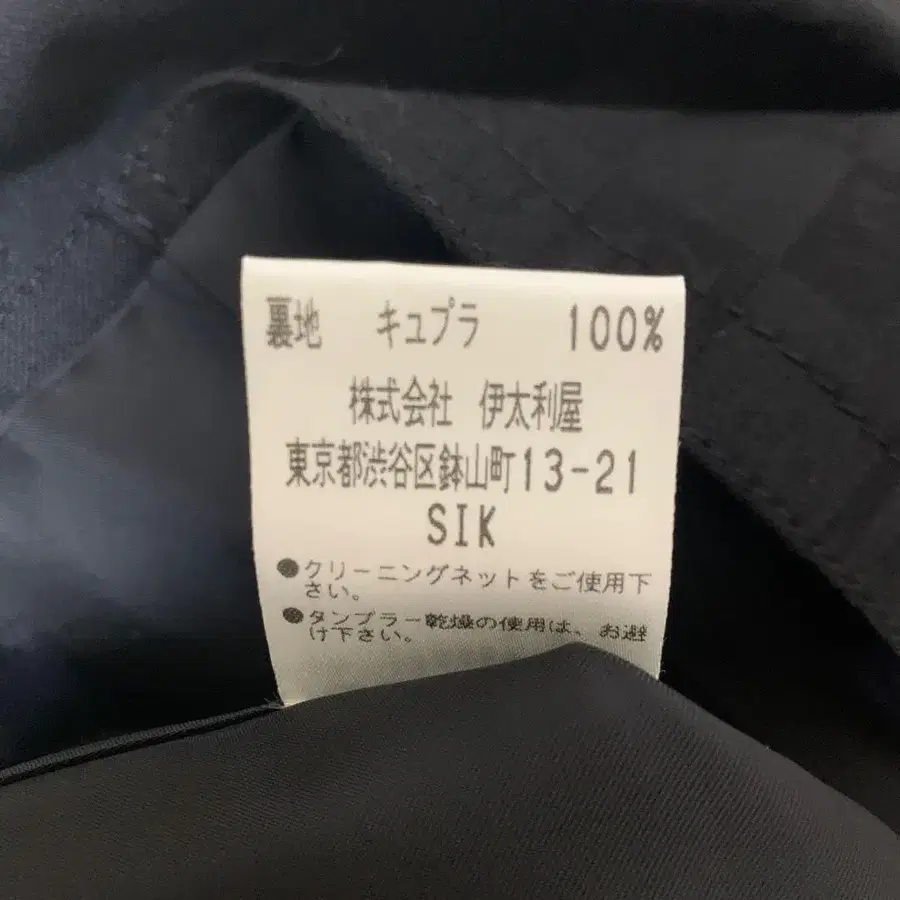 裏地 キュプラ 100%
株式会社 伊太利屋
東京都渋谷区鉢山町13-21
SIK
●クリーニングネットをご使用下
さい。
●タンブラー乾燥の使用は、お避
け下さい。